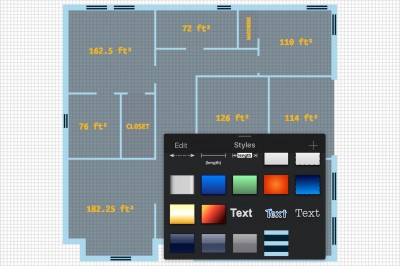 72 ft²
162.5 ft²
110 ft²
76 ft²
CLOSET
126 ft²
114 ft²
182.25 ft²
Edit
Styles
+
(length)
length
Text
Text
Text